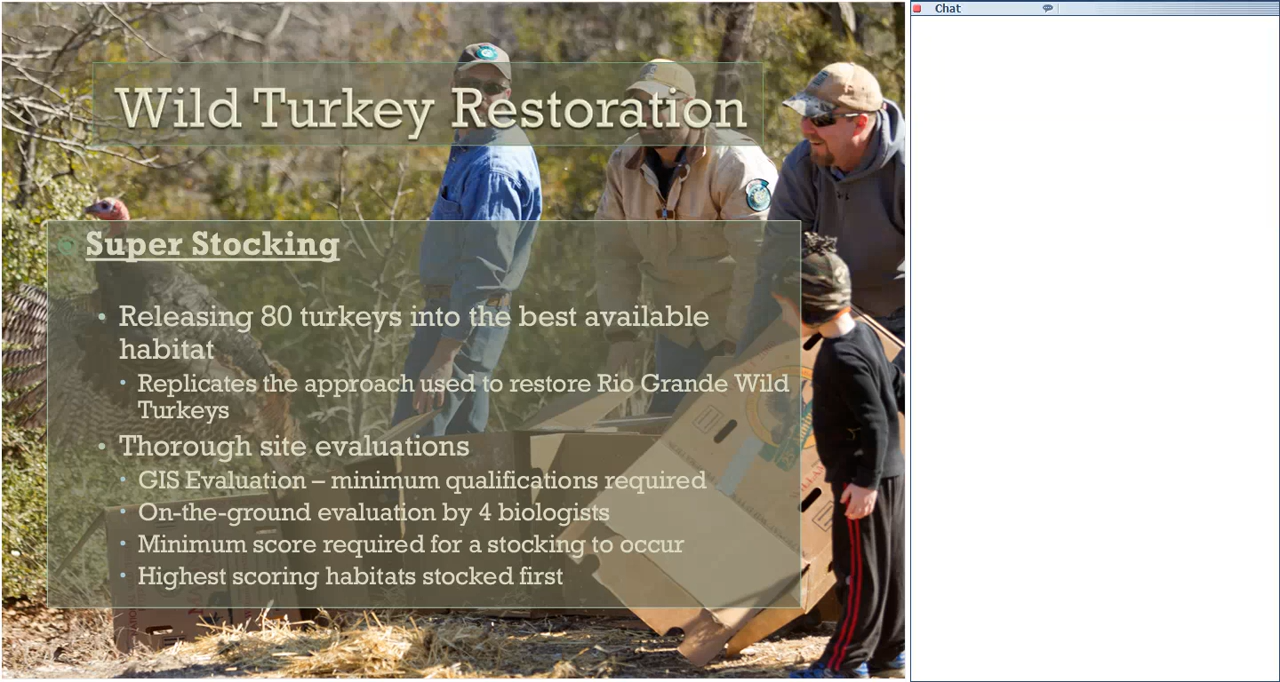 Wild Turkey Restoration
Super Stocking
• Releasing 80 turkeys into the best available
habitat
• Replicates the approach used to restore Rio Grande Wild
Turkeys
• Thorough site evaluations
• GIS Evaluation – minimum qualifications required
• On-the-ground evaluation by 4 biologists
• Minimum score required for a stocking to occur
• Highest scoring habitats stocked first
Chat